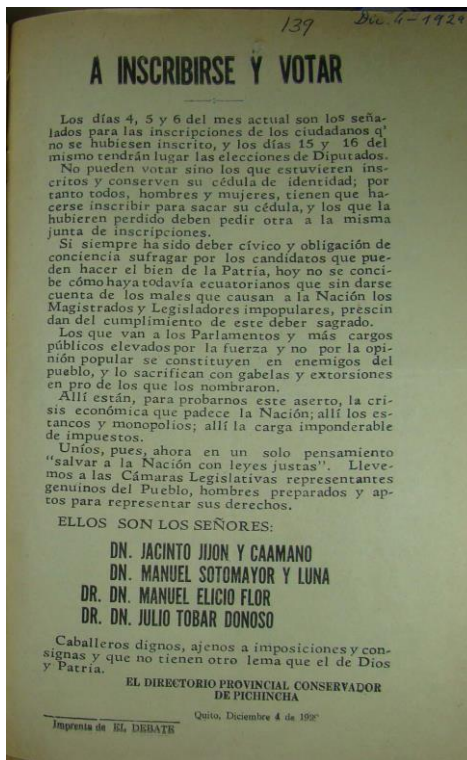 139
Dic. 4-1929
A INSCRIBIRSE Y VOTAR
Los días 4, 5 y 6 del mes actual son los seña-
lados para las inscripciones de los ciudadanos q'
no se hubiesen inscrito, y los días 15 y 16 del
mismo tendrán lugar las elecciones de Diputados.
No pueden votar sino los que estuvieren ins-
critos y conserven su cédula de identidad; por
tanto todos, hombres y mujeres, tienen que ha-
cerse inscribir para sacar su cédula, y los que la
hubieren perdido deben pedir otra a la misma
junta de inscripciones.
Si siempre ha sido deber cívico y obligación de
conciencia sufragar por los candidatos que pue-
den hacer el bien de la Patria, hoy no se conci-
be cómo haya todavía ecuatorianos que sin darse
cuenta de los males que causan a la Nación los
Magistrados y Legisladores impopulares, prescin
dan del cumplimiento de este deber sagrado.
Los que van a los Parlamentos y más cargos
públicos elevados por la fuerza y no por la opi-
nión popular se constituyen en enemigos del
pueblo, y lo sacrifican con gabelas y extorsiones
en pro de los que los nombraron.
Allí están, para probarnos este aserto, la cri-
sis económica que padece la Nación; allí los es-
tancos y monopolios; allí la carga imponderable
de impuestos.
Uníos, pues, ahora en un solo pensamiento
"salvar a la Nación con leyes justas". Lleve-
mos a las Cámaras Legislativas representantes
genuinos del Pueblo, hombres preparados y ap-
tos para representar sus derechos.
ELLOS SON LOS SEÑORES:
DN. JACINTO JIJON Y CAAMANO
DN. MANUEL SOTOMAYOR Y LUNA
DR. DN. MANUEL ELICIO FLOR
DR. DN. JULIO TOBAR DONOSO
Caballeros dignos, ajenos a imposiciones y con-
signas y que no tienen otro lema que el de Dios
y Patria.
EL DIRECTORIO PROVINCIAL CONSERVADOR
DE PICHINCHA
Quito, Diciembre 4 de
Imprenta de EL DEBATE